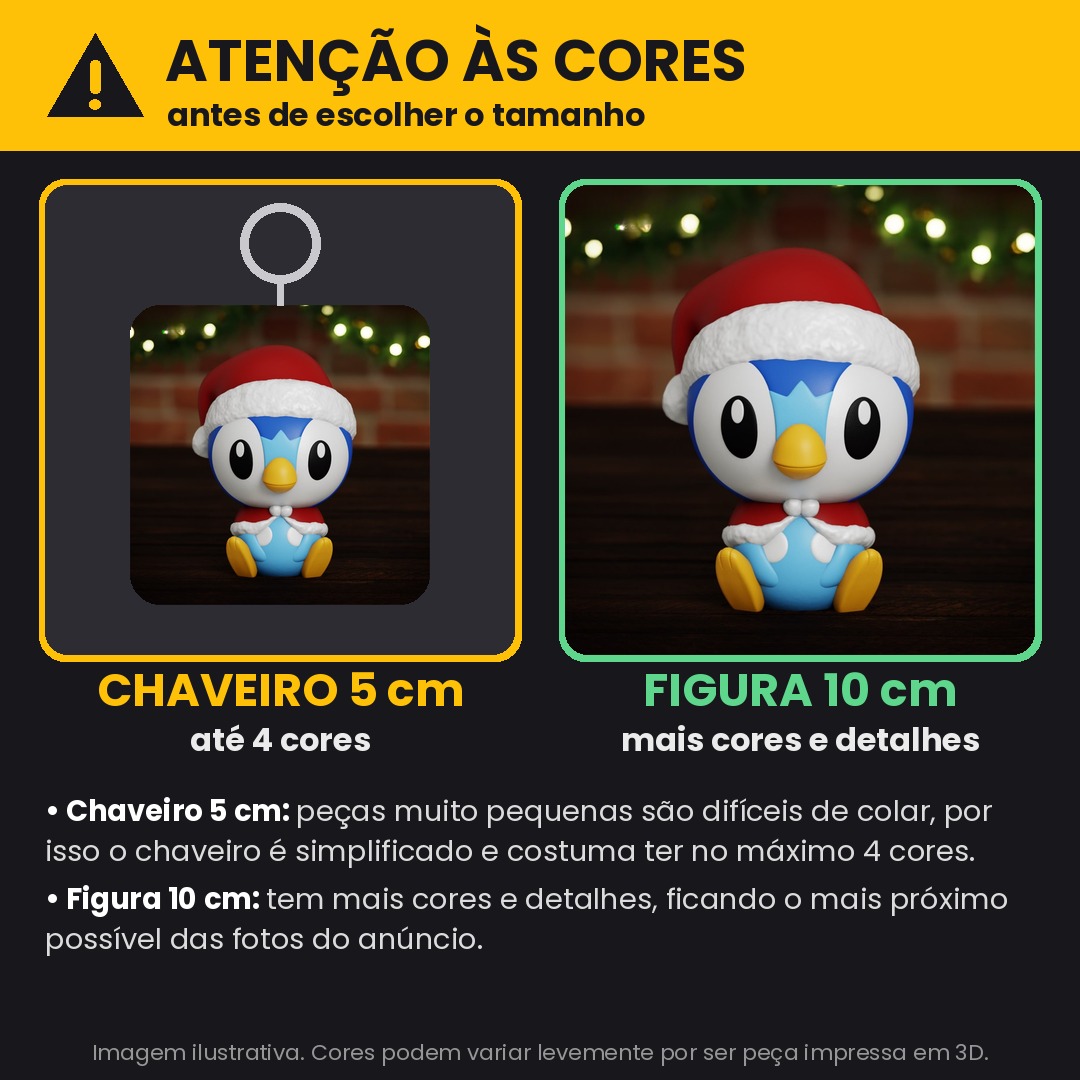 ATENÇÃO ÀS CORES
antes de escolher o tamanho
CHAVEIRO 5 cm
até 4 cores
FIGURA 10 cm
mais cores e detalhes
• Chaveiro 5 cm: peças muito pequenas são difíceis de colar, por
isso o chaveiro é simplificado e costuma ter no máximo 4 cores.
• Figura 10 cm: tem mais cores e detalhes, ficando o mais próximo
possível das fotos do anúncio.
Imagem ilustrativa. Cores podem variar levemente por ser peça impressa em 3D.